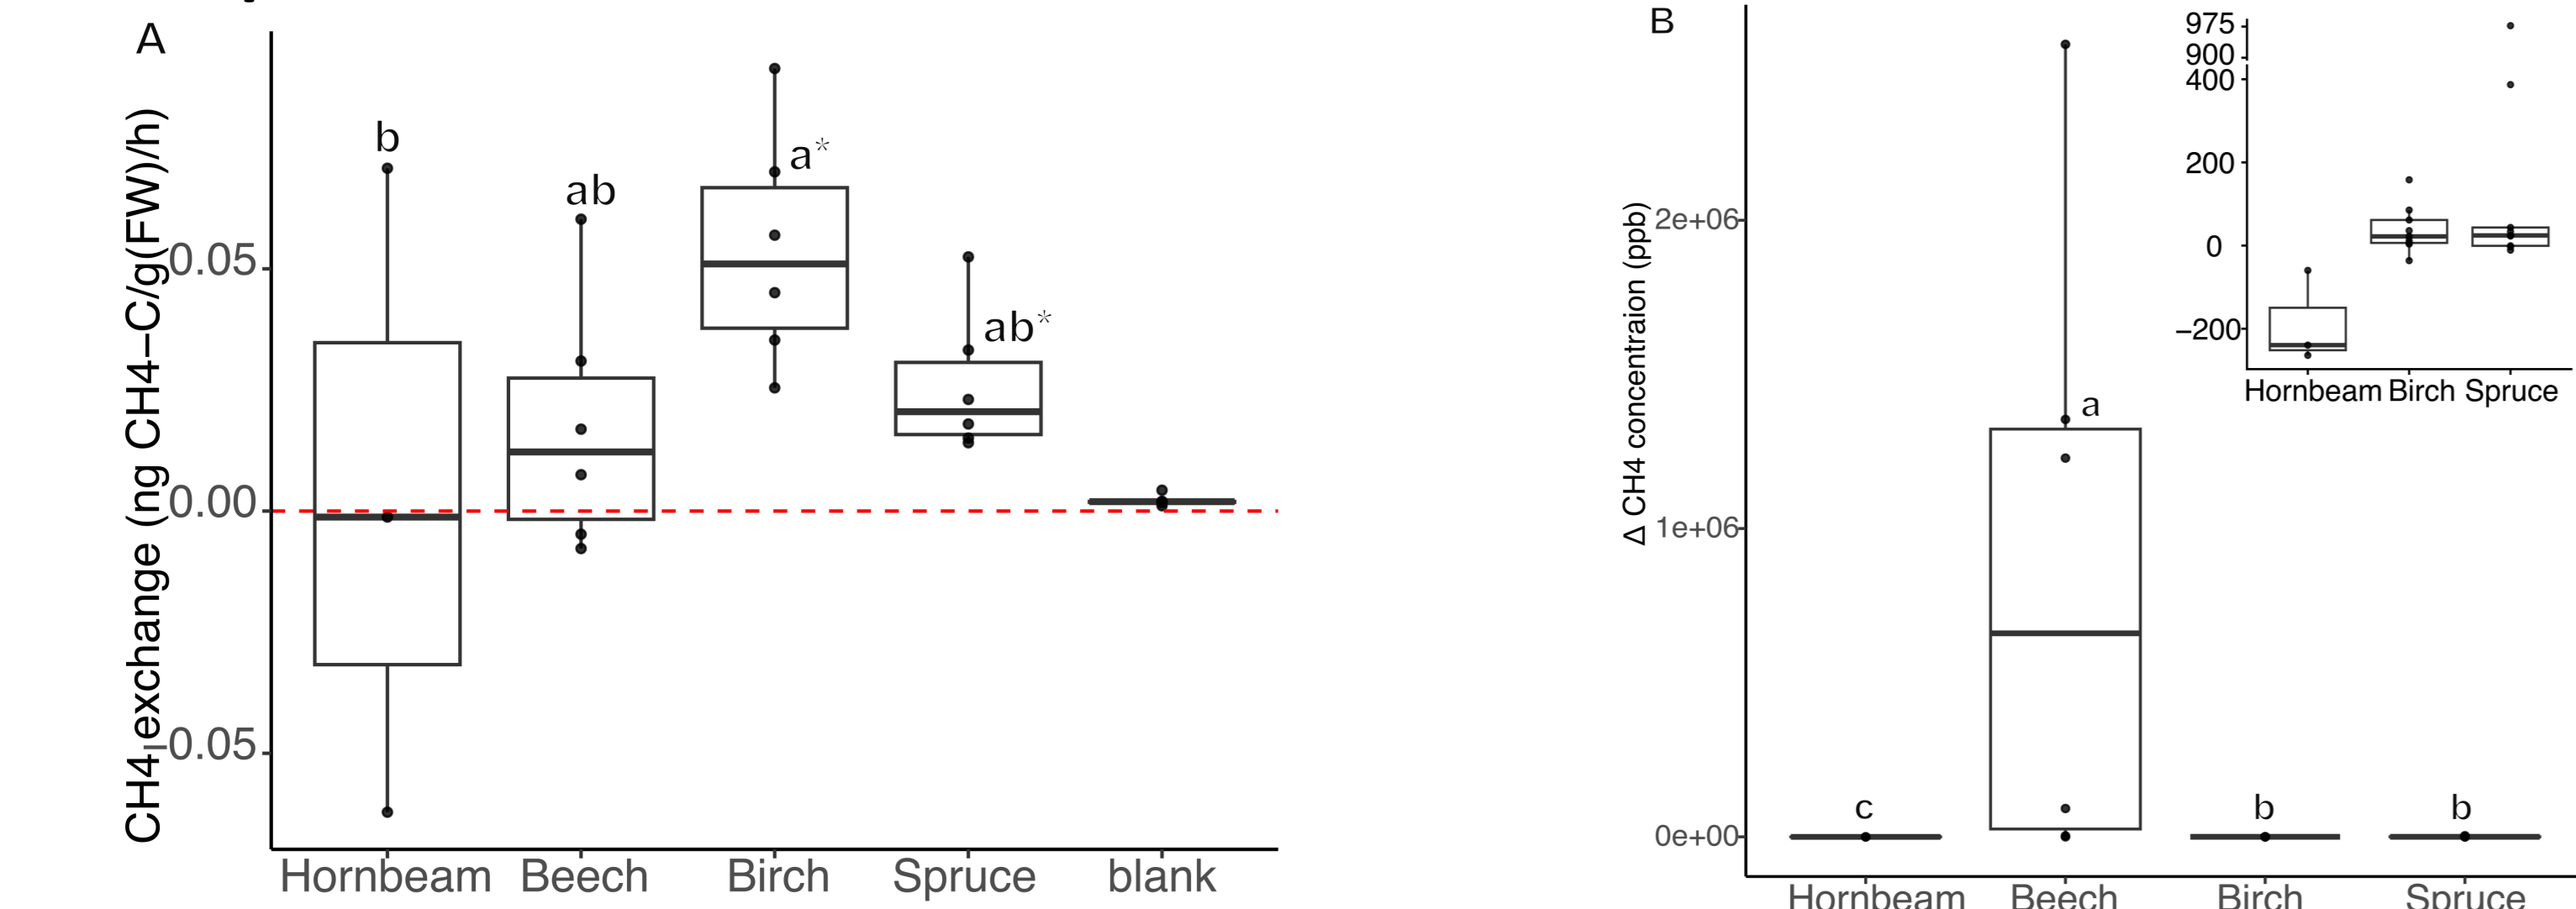 A
CH4 exchange (ng CH4–C/g(FW)/h)
0.05
0.00
−0.05
b
ab
a*
ab*
Hornbeam Beech Birch Spruce blank
B
Δ CH4 concentraion (ppb)
2e+06
1e+06
0e+00
c
a
b
b
Hornbeam Beech Birch Spruce
975
900
400
200
0
−200
Hornbeam Birch Spruce